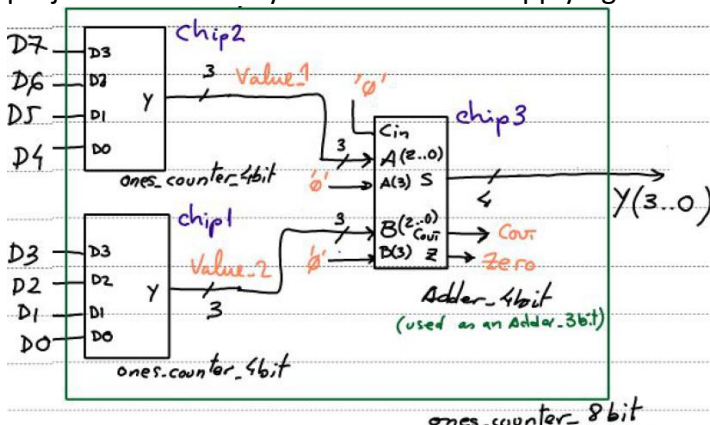 D7
D6
D5
D4
D3
D2
D1
D0
Y
Chip2
ones_counter_4bit
3
Value_1
'0'
3
'0'
Cin
A(2..0)
A(3) S
B(2..0)
Cout
B(3) Z
chip3
4
Y(3..0)
Cout
Zero
Adder_4bit
(used as an Adder_3bit)
D3
D2
D1
D0
D3
D2
D1
D0
Y
chip1
ones_counter_4bit
3
Value_2
3
'0'
ones_counter_8bit